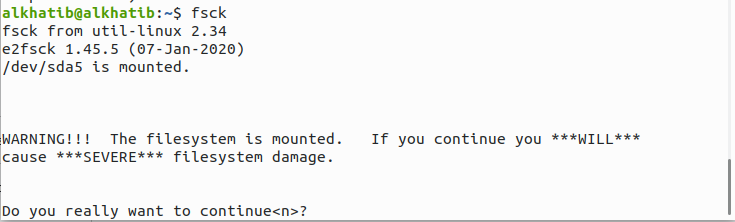 alkhatib@alkhatib:~$ fsck
fsck from util-linux 2.34
e2fsck 1.45.5 (07-Jan-2020)
/dev/sda5 is mounted.
WARNING!!!  The filesystem is mounted.   If you continue you ***WILL***
cause ***SEVERE*** filesystem damage.
Do you really want to continue<n>?